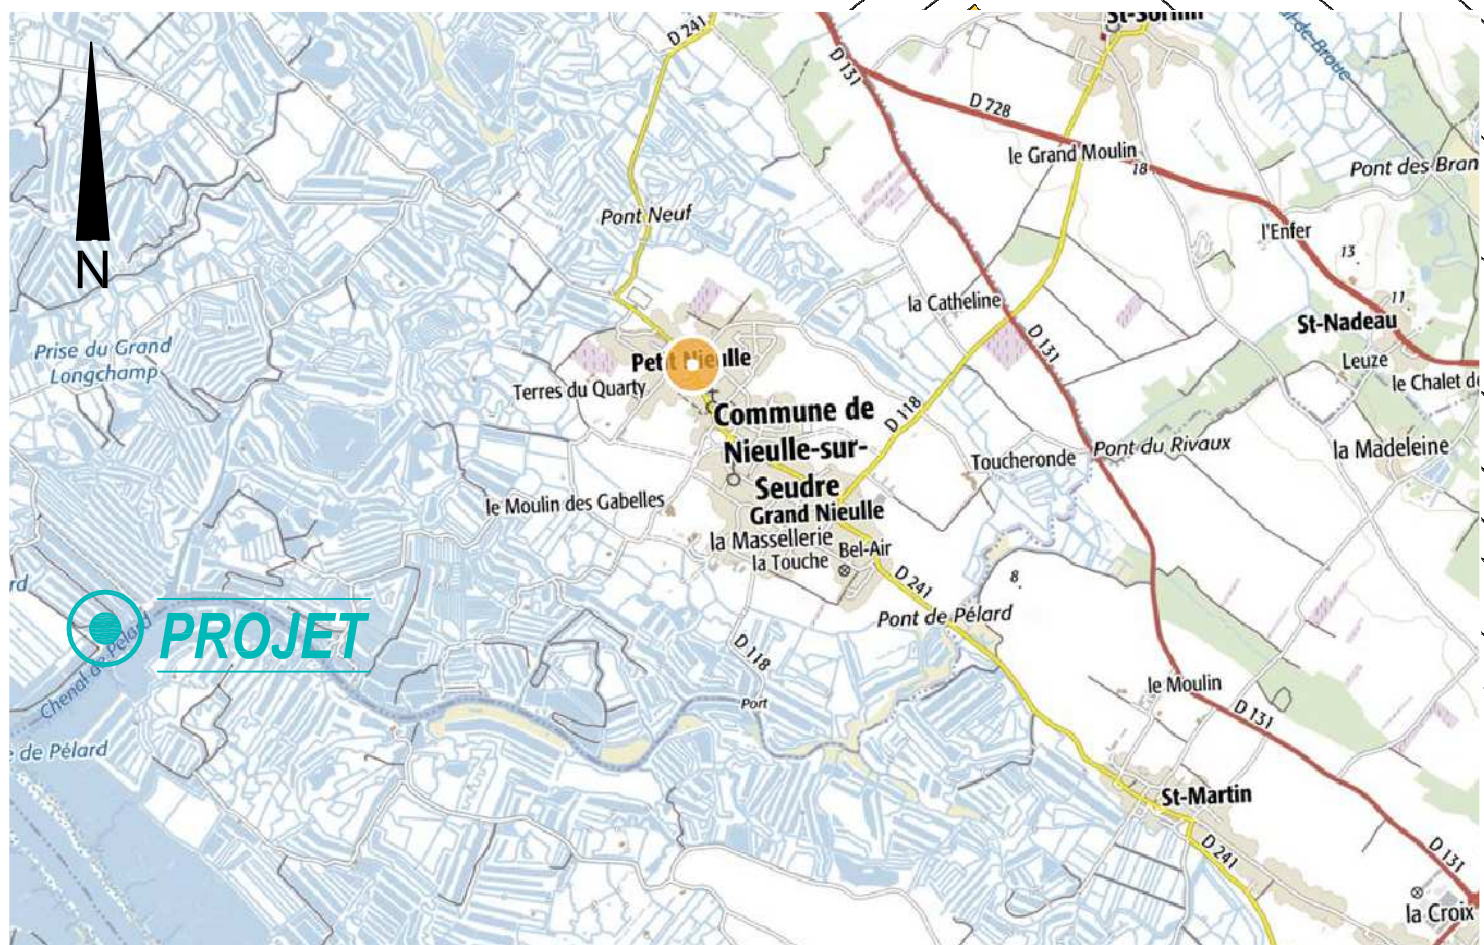 D 241
St-Sornin
D 131
D 728
le Grand Moulin
18
Pont des Bran
Pont Neuf
l'Enfer
13
N
la Catheline
11
St-Nadeau
D 131
Prise du Grand
Longchamp
Petit Nieulle
Leuze
Terres du Quarty
le Chalet d
Commune de
Nieulle-sur-
Seudre
D 118
Pont du Rivaux
la Madeleine
Toucheronde
le Moulin des Gabelles
Grand Nieulle
la Massellerie
Bel-Air
la Touche
D 241
8
rd
Pont de Pélard
PROJET
Chenal de Pélard
D 118
le Moulin
Port
D 131
de Pélard
St-Martin
D 241
D 131
la Croix